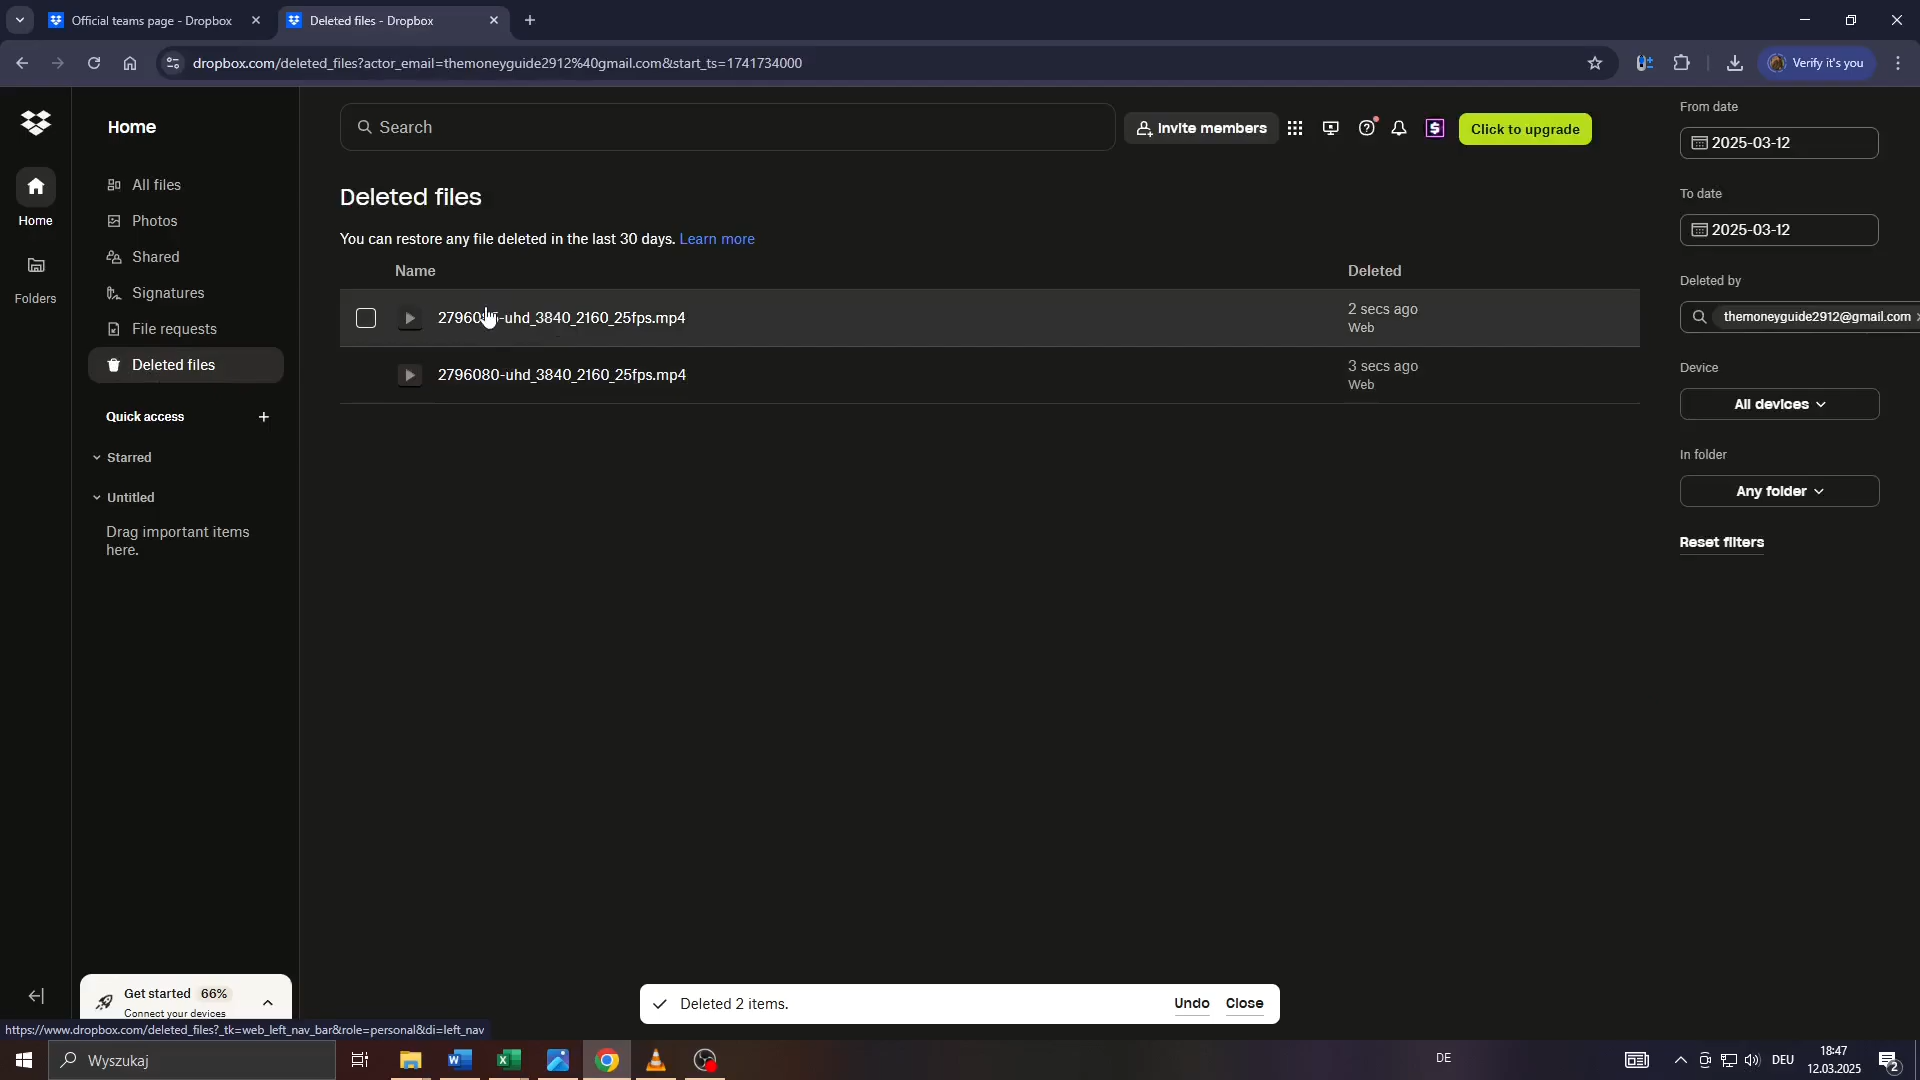 Official teams page - Dropbox
Deleted files - Dropbox
dropbox.com/deleted_files?actor_email=themoneyguide2912%40gmail.com&start_ts=1741734000
Verify it's you
Home
Folders
Home
All files
Photos
Shared
Signatures
File requests
Deleted files
Quick access
Starred
Untitled
Drag important items
here.
Get started 66%
Connect your devices
https://www.dropbox.com/deleted_files?_tk=web_left_nav_bar&role=personal&di=left_nav
Search
Invite members
Click to upgrade
Deleted files
You can restore any file deleted in the last 30 days. Learn more
Name
Deleted
-uhd_3840_2160_25fps.mp4
2 secs ago
Web
2796080-uhd_3840_2160_25fps.mp4
3 secs ago
Web
Deleted 2 items.
Undo
Close
From date
2025-03-12
To date
2025-03-12
Deleted by
themoneyguide2912@gmail.com
Device
All devices
In folder
Any folder
Reset filters
Wyszukaj
DE
DEU
18:47
12.03.2025
2